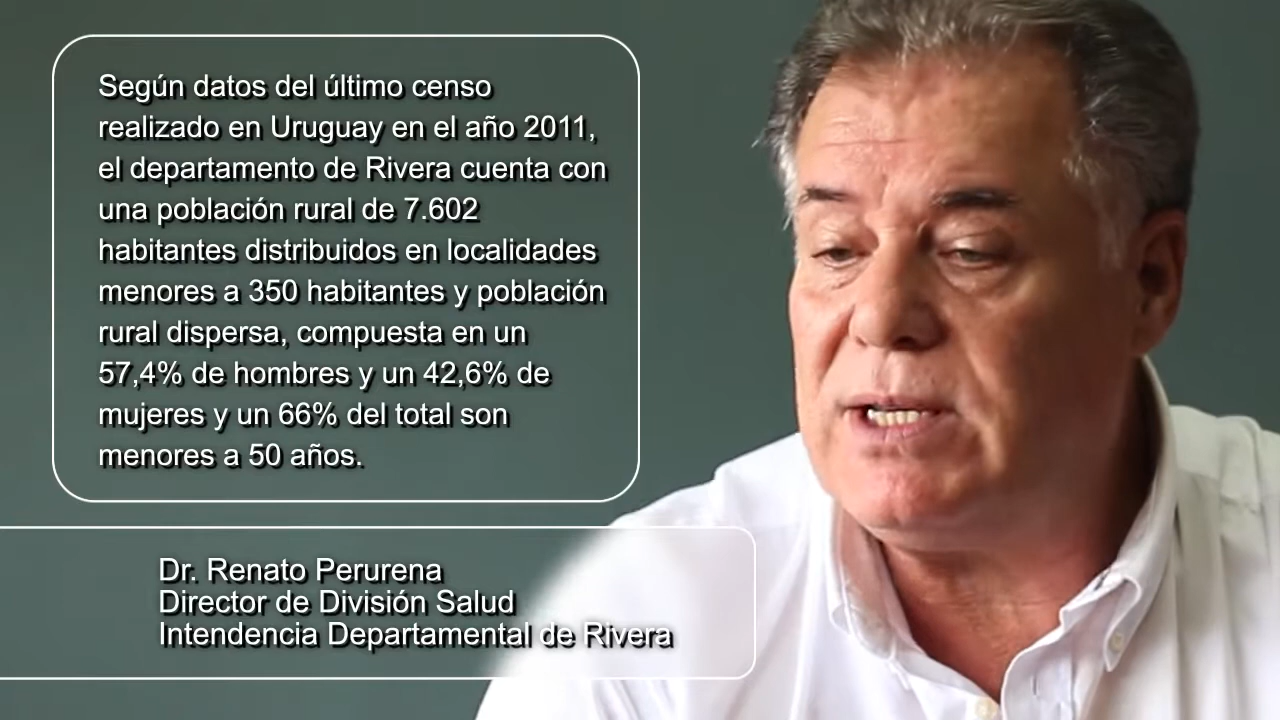 Según datos del último censo
realizado en Uruguay en el año 2011,
el departamento de Rivera cuenta con
una población rural de 7.602
habitantes distribuidos en localidades
menores a 350 habitantes y población
rural dispersa, compuesta en un
57,4% de hombres y un 42,6% de
mujeres y un 66% del total son
menores a 50 años.
Dr. Renato Perurena
Director de División Salud
Intendencia Departamental de Rivera